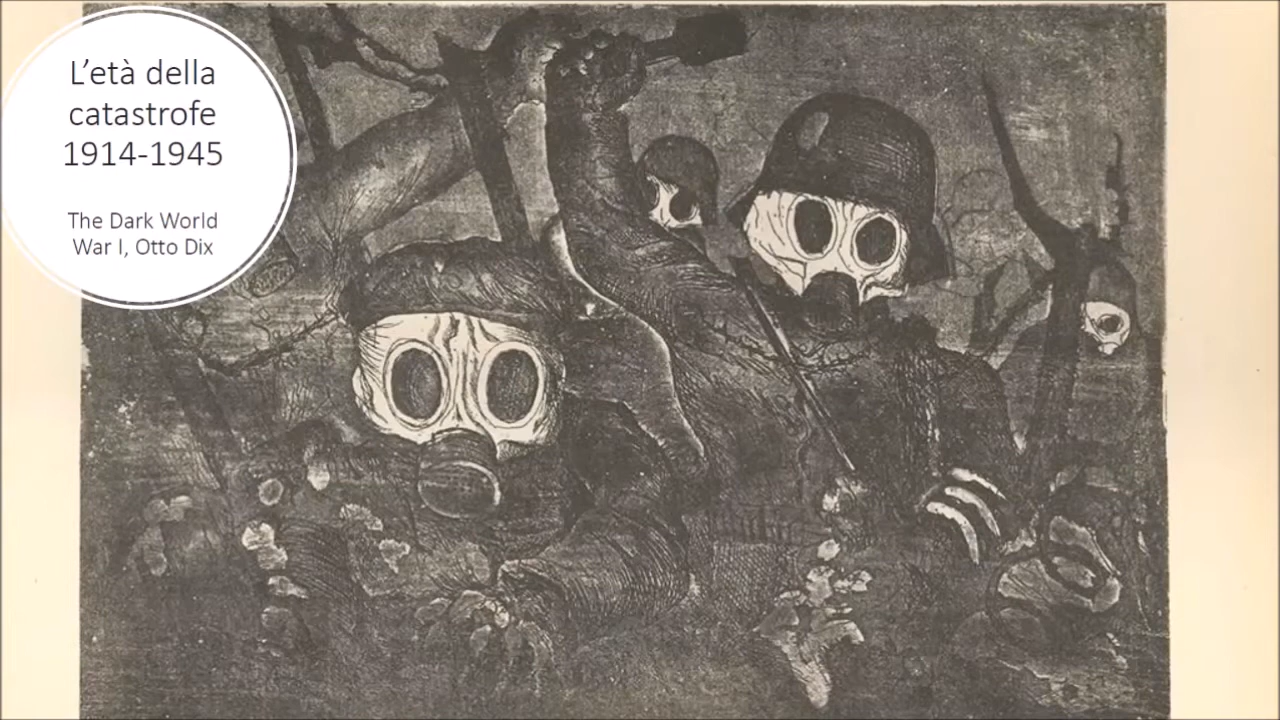 L’età della
catastrofe
1914-1945
The Dark World
War I, Otto Dix